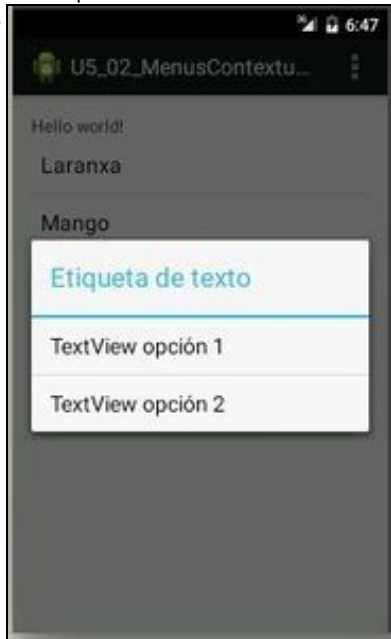 6:47
U5_02_MenusContextu...
Hello world!
Laranxa
Mango
Etiqueta de texto
TextView opción 1
TextView opción 2